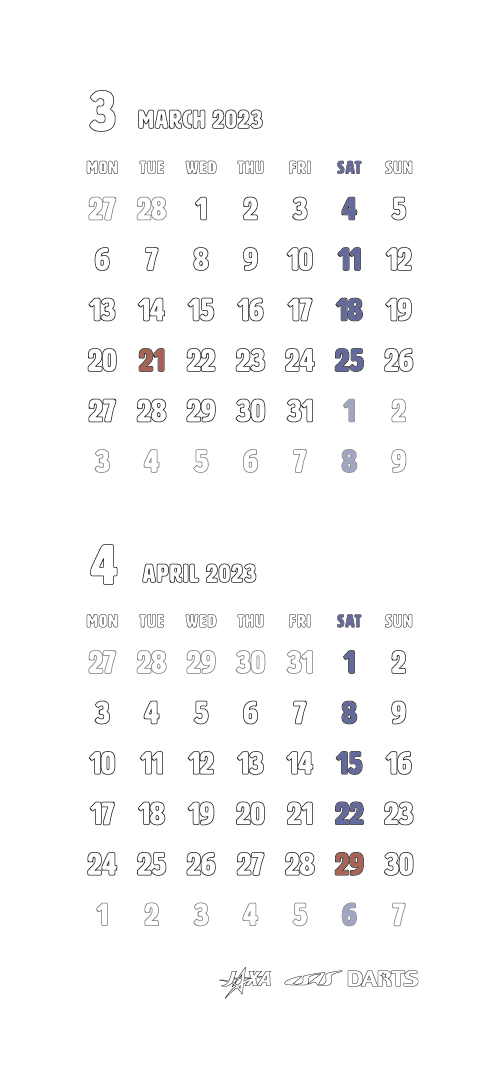 3 MARCH 2023
MON TUE WED THU FRI SAT SUN
27 28 1 2 3 4 5
6 7 8 9 10 11 12
13 14 15 16 17 18 19
20 21 22 23 24 25 26
27 28 29 30 31 1 2
3 4 5 6 7 8 9
4 APRIL 2023
MON TUE WED THU FRI SAT SUN
27 28 29 30 31 1 2
3 4 5 6 7 8 9
10 11 12 13 14 15 16
17 18 19 20 21 22 23
24 25 26 27 28 29 30
1 2 3 4 5 6 7
JAXA ISAS DARTS